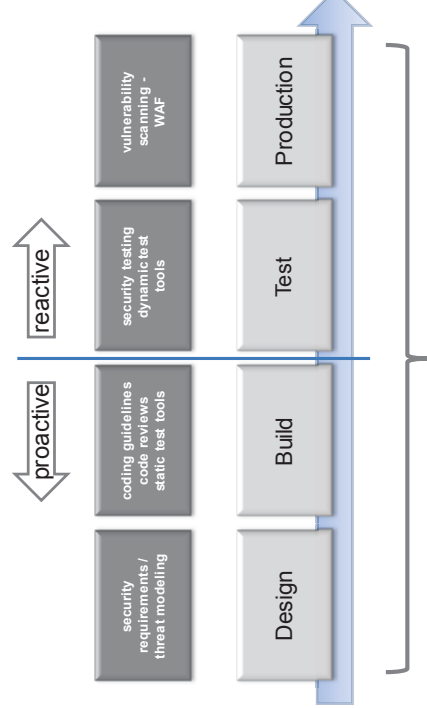 proactive
reactive
security
requirements /
threat modeling
coding guidelines
code reviews
static test tools
security testing
dynamic test
tools
vulnerability
scanning -
WAF
Design
Build
Test
Production